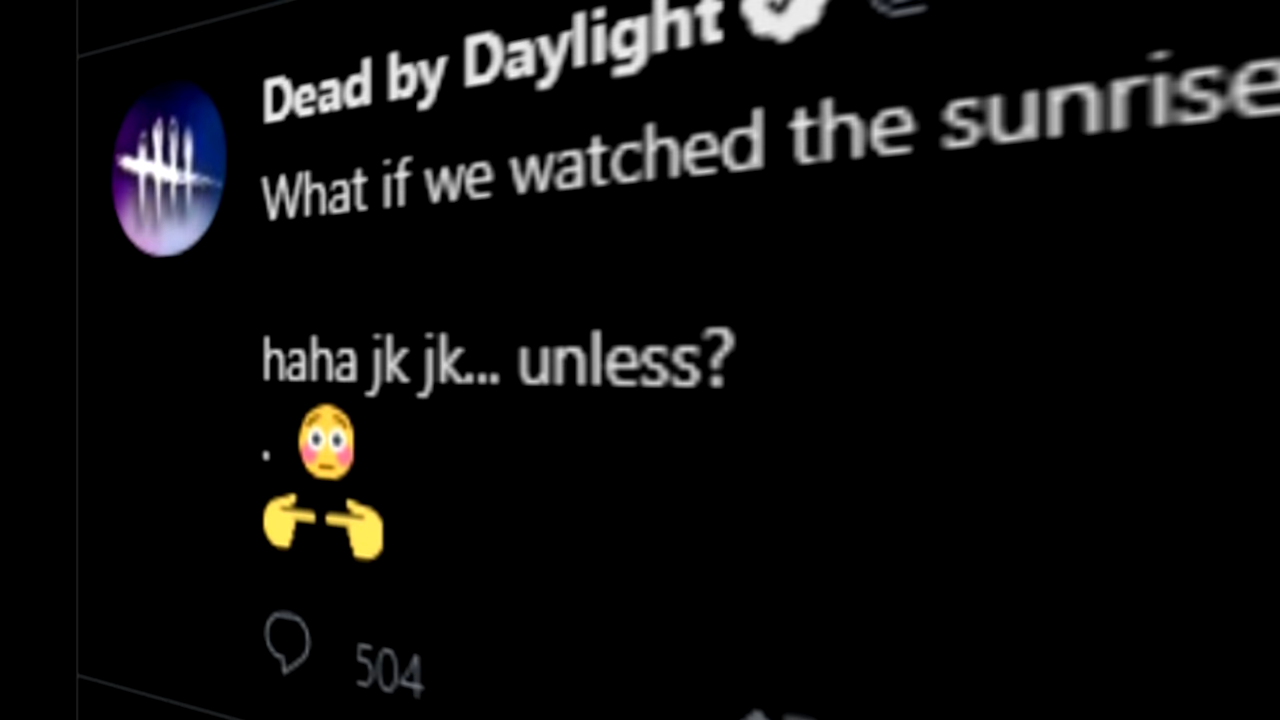 Dead by Daylight
What if we watched the sunrise
haha jk jk... unless?
. 😳
👉👈
504